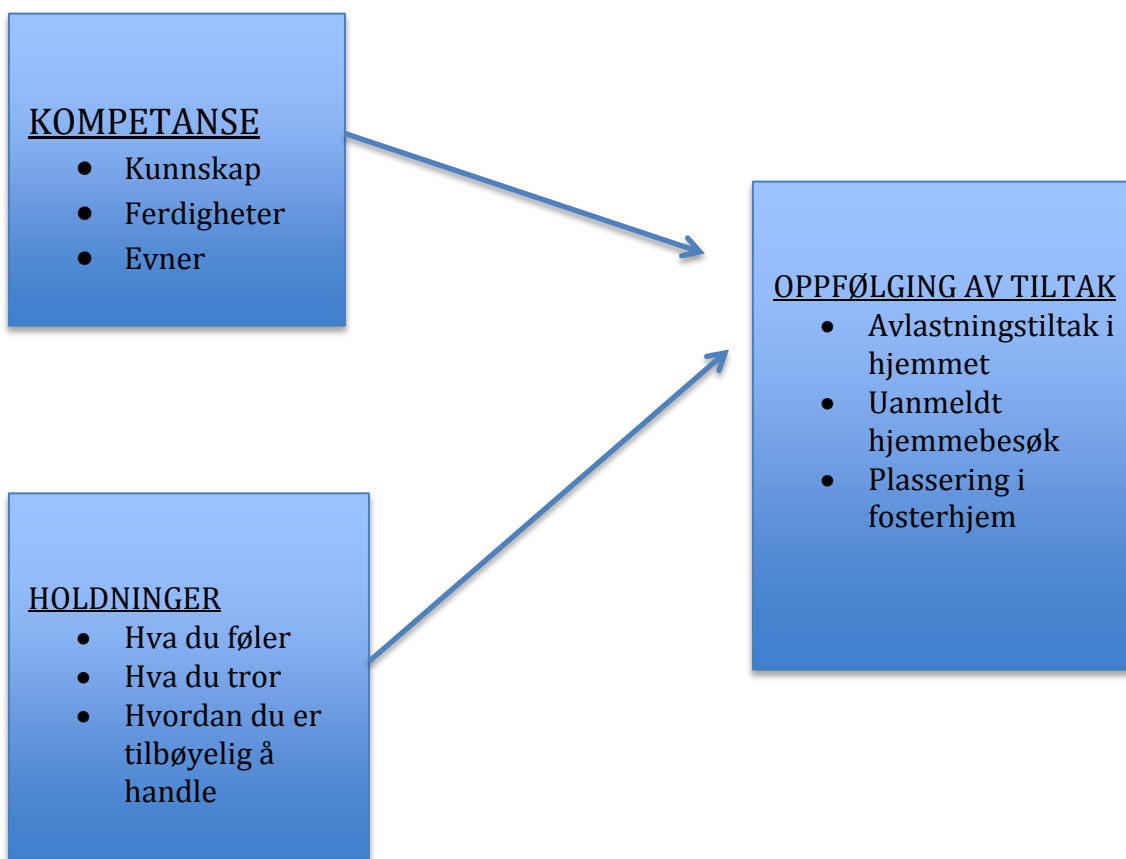 KOMPETANSE
• Kunnskap
• Ferdigheter
• Evner
OPPFØLGING AV TILTAK
• Avlastningstiltak i
hjemmet
• Uanmeldt
hjemmebesøk
• Plassering i
fosterhjem
HOLDNINGER
• Hva du føler
• Hva du tror
• Hvordan du er
tilbøyelig å
handle